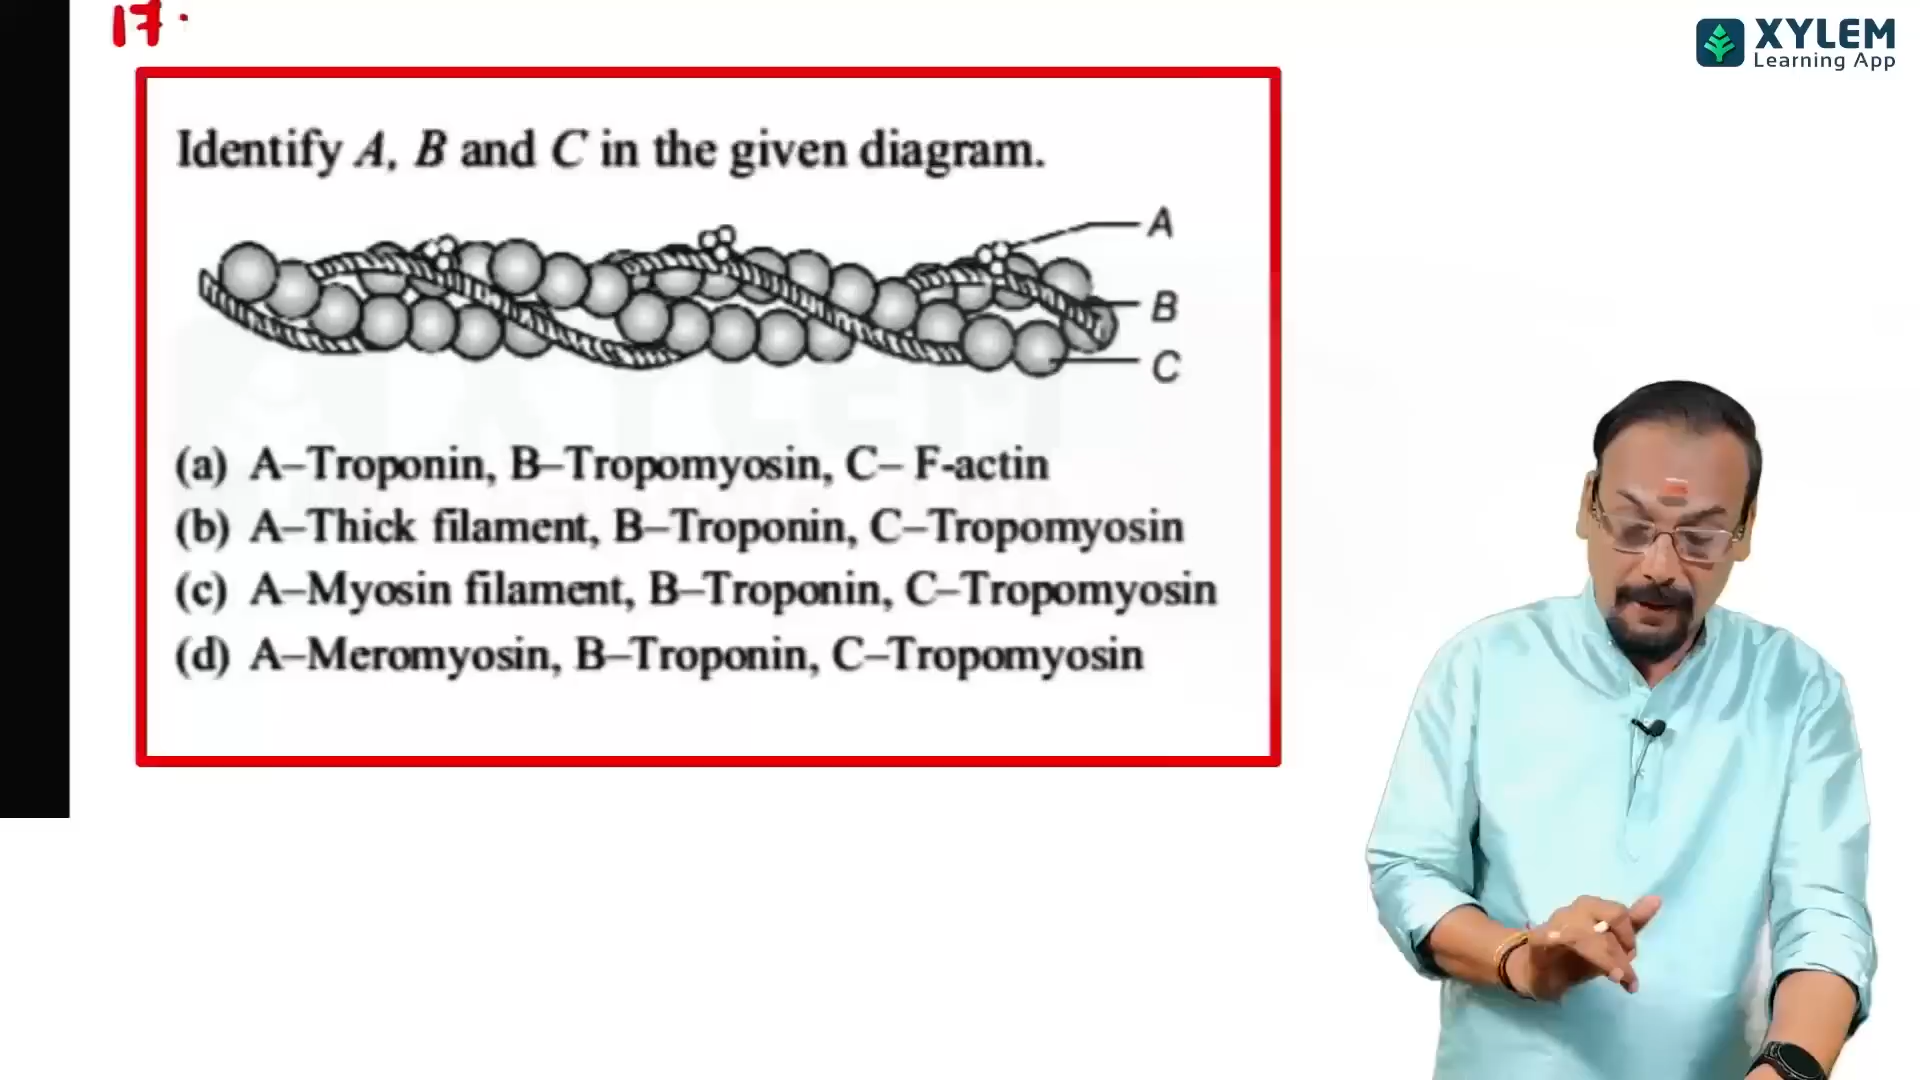 17.
XYLEM
Learning App
Identify A, B and C in the given diagram.
A
B
C
(a) A–Troponin, B–Tropomyosin, C– F-actin
(b) A–Thick filament, B–Troponin, C–Tropomyosin
(c) A–Myosin filament, B–Troponin, C–Tropomyosin
(d) A–Meromyosin, B–Troponin, C–Tropomyosin